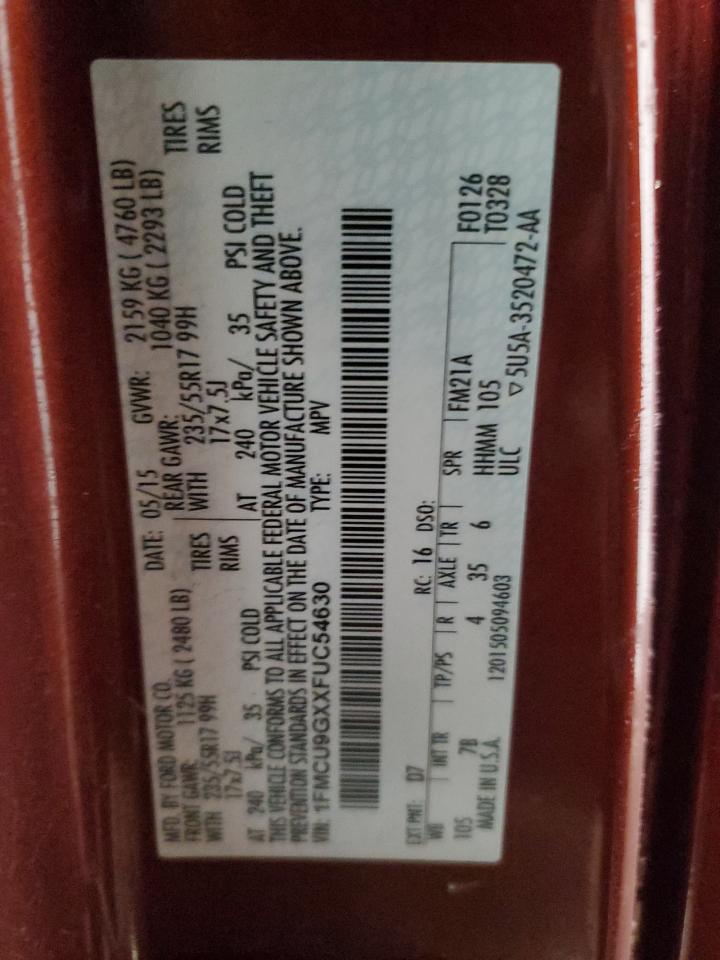 MFD. BY FORD MOTOR CO. DATE: 05/15 GVWR: 2159 KG ( 4760 LB)
FRONT GAWR: 1125 KG ( 2480 LB) REAR GAWR: 1040 KG ( 2293 LB)
WITH 235/55R17 99H TIRES WITH 235/55R17 99H TIRES
17x7.5J RIMS 17x7.5J RIMS
AT 240 kPa/ 35 PSI COLD AT 240 kPa/ 35 PSI COLD
THIS VEHICLE CONFORMS TO ALL APPLICABLE FEDERAL MOTOR VEHICLE SAFETY AND THEFT
PREVENTION STANDARDS IN EFFECT ON THE DATE OF MANUFACTURE SHOWN ABOVE.
VIN: 1FMCU9GXXFUC54630 TYPE: MPV
EXT PNT: D7 RC: 16 DSO: F0126
WB INT TR TP/PS R AXLE TR SPR FM21A T0328
105 7B 4 35 6 HHMM 105
MADE IN U.S.A. 1201505094603 ULC ▽5U5A-3520472-AA